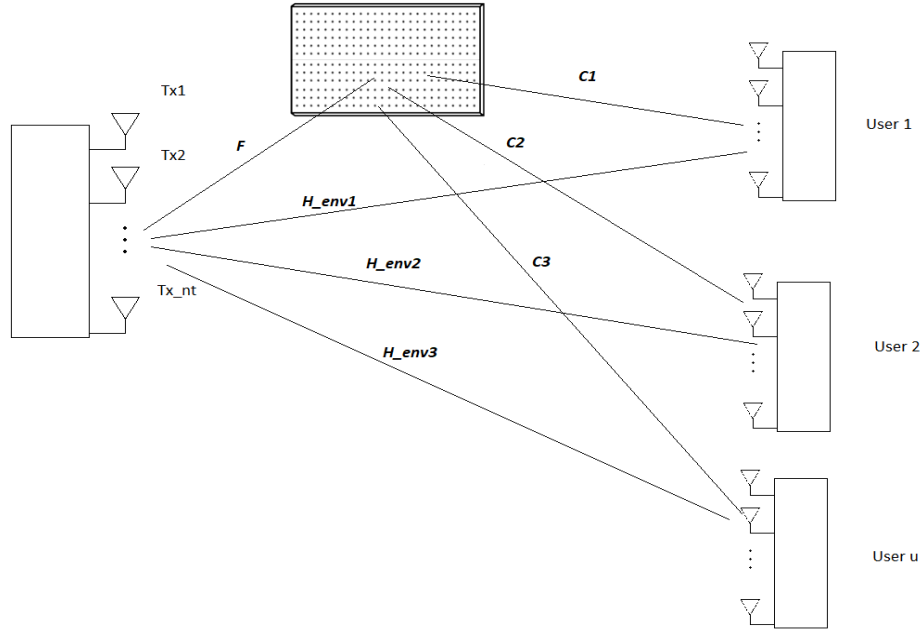 Tx1
C1
User 1
F
Tx2
C2
H_env1
H_env2
C3
Tx_nt
User 2
H_env3
User u